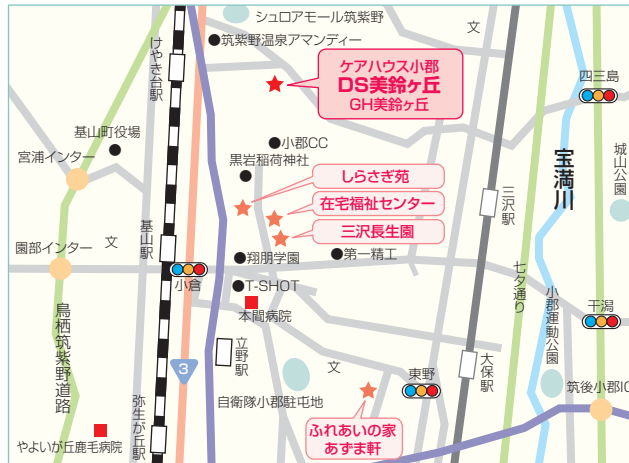 文
シュロアモール筑紫野
筑紫野温泉アマンディー
けやき台駅
ケアハウス小郡
DS美鈴ヶ丘
GH美鈴ヶ丘
四三島
基山町役場
小郡CC
宮浦インター
黒岩稲荷神社
宝満川
城山公園
しらさぎ苑
在宅福祉センター
三沢長生園
三沢駅
基山駅
文
園部インター
翔朋学園
第一精工
小倉
七夕通り
T-SHOT
本間病院
小郡運動公園
干潟
鳥栖筑紫野道路
立野駅
3
文
大保駅
東野
自衛隊小郡駐屯地
筑後小郡IC
弥生が丘駅
やよいが丘鹿毛病院
ふれあいの家
あずま軒
文